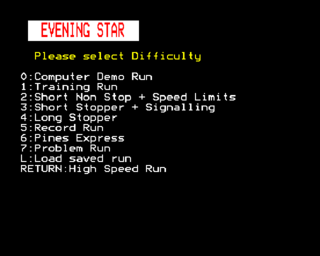 EVENING STAR
Please select Difficulty
0:Computer Demo Run
1:Training Run
2:Short Non Stop + Speed Limits
3:Short Stopper + Signalling
4:Long Stopper
5:Record Run
6:Pines Express
7:Problem Run
L:Load saved run
RETURN:High Speed Run